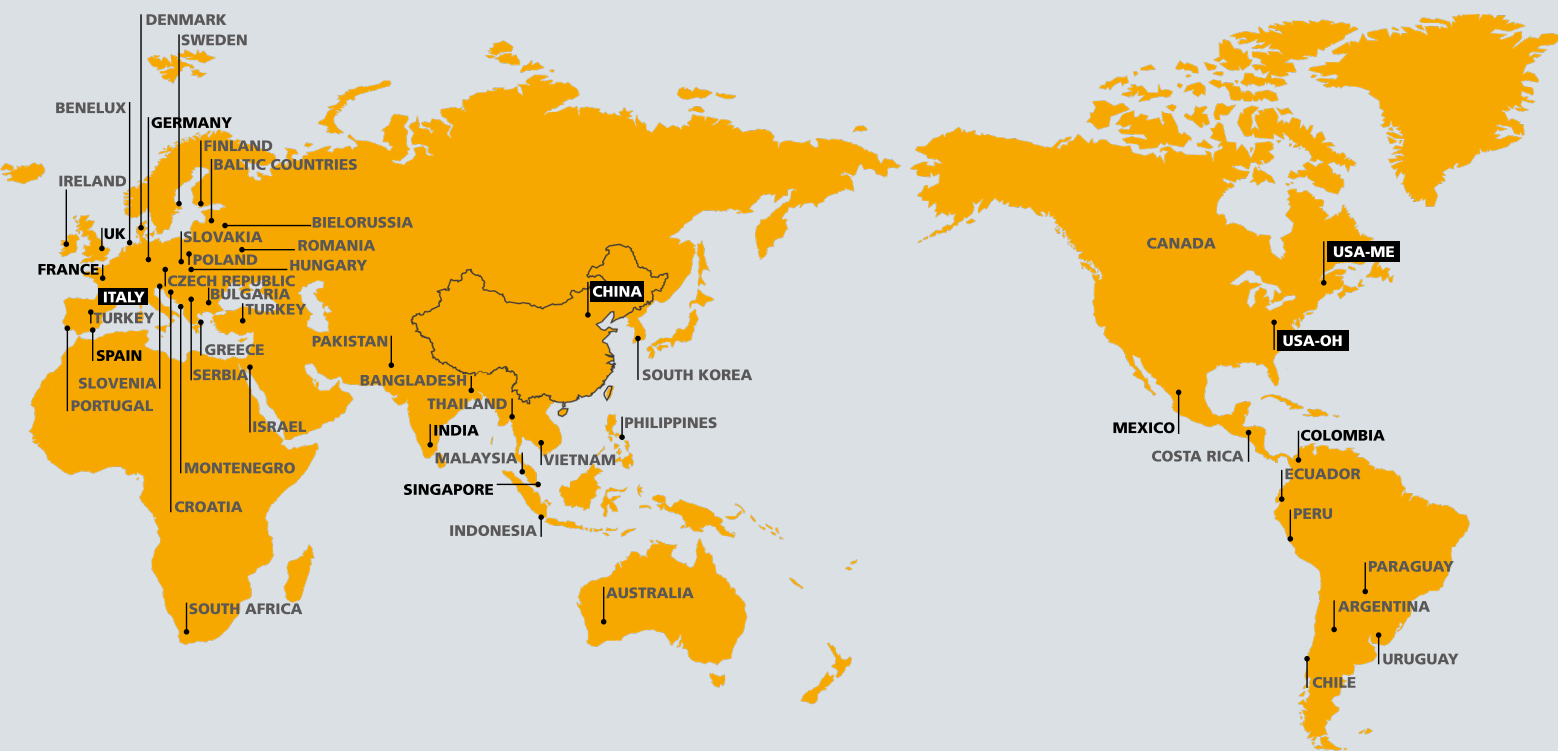 DENMARK
SWEDEN
BENELUX
GERMANY
FINLAND
BALTIC COUNTRIES
IRELAND
BIELORUSSIA
UK
SLOVAKIA
ROMANIA
POLAND
HUNGARY
FRANCE
CZECH REPUBLIC
ITALY
BULGARIA
TURKEY
TURKEY
GREECE
SPAIN
SERBIA
SLOVENIA
PORTUGAL
ISRAEL
MONTENEGRO
CROATIA
SOUTH AFRICA
CHINA
PAKISTAN
BANGLADESH
SOUTH KOREA
THAILAND
PHILIPPINES
INDIA
MALAYSIA
VIETNAM
SINGAPORE
INDONESIA
AUSTRALIA
CANADA
USA-ME
USA-OH
MEXICO
COLOMBIA
COSTA RICA
ECUADOR
PERU
PARAGUAY
ARGENTINA
URUGUAY
CHILE